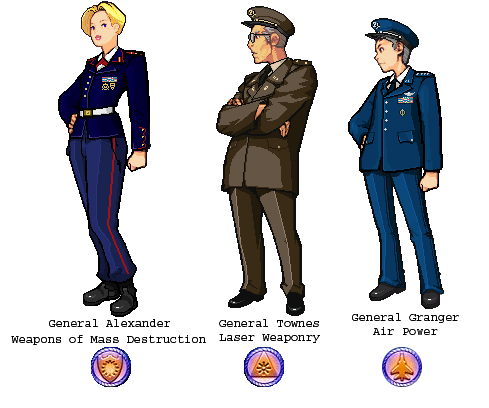 General Alexander
Weapons of Mass Destruction
General Townes
Laser Weaponry
General Granger
Air Power